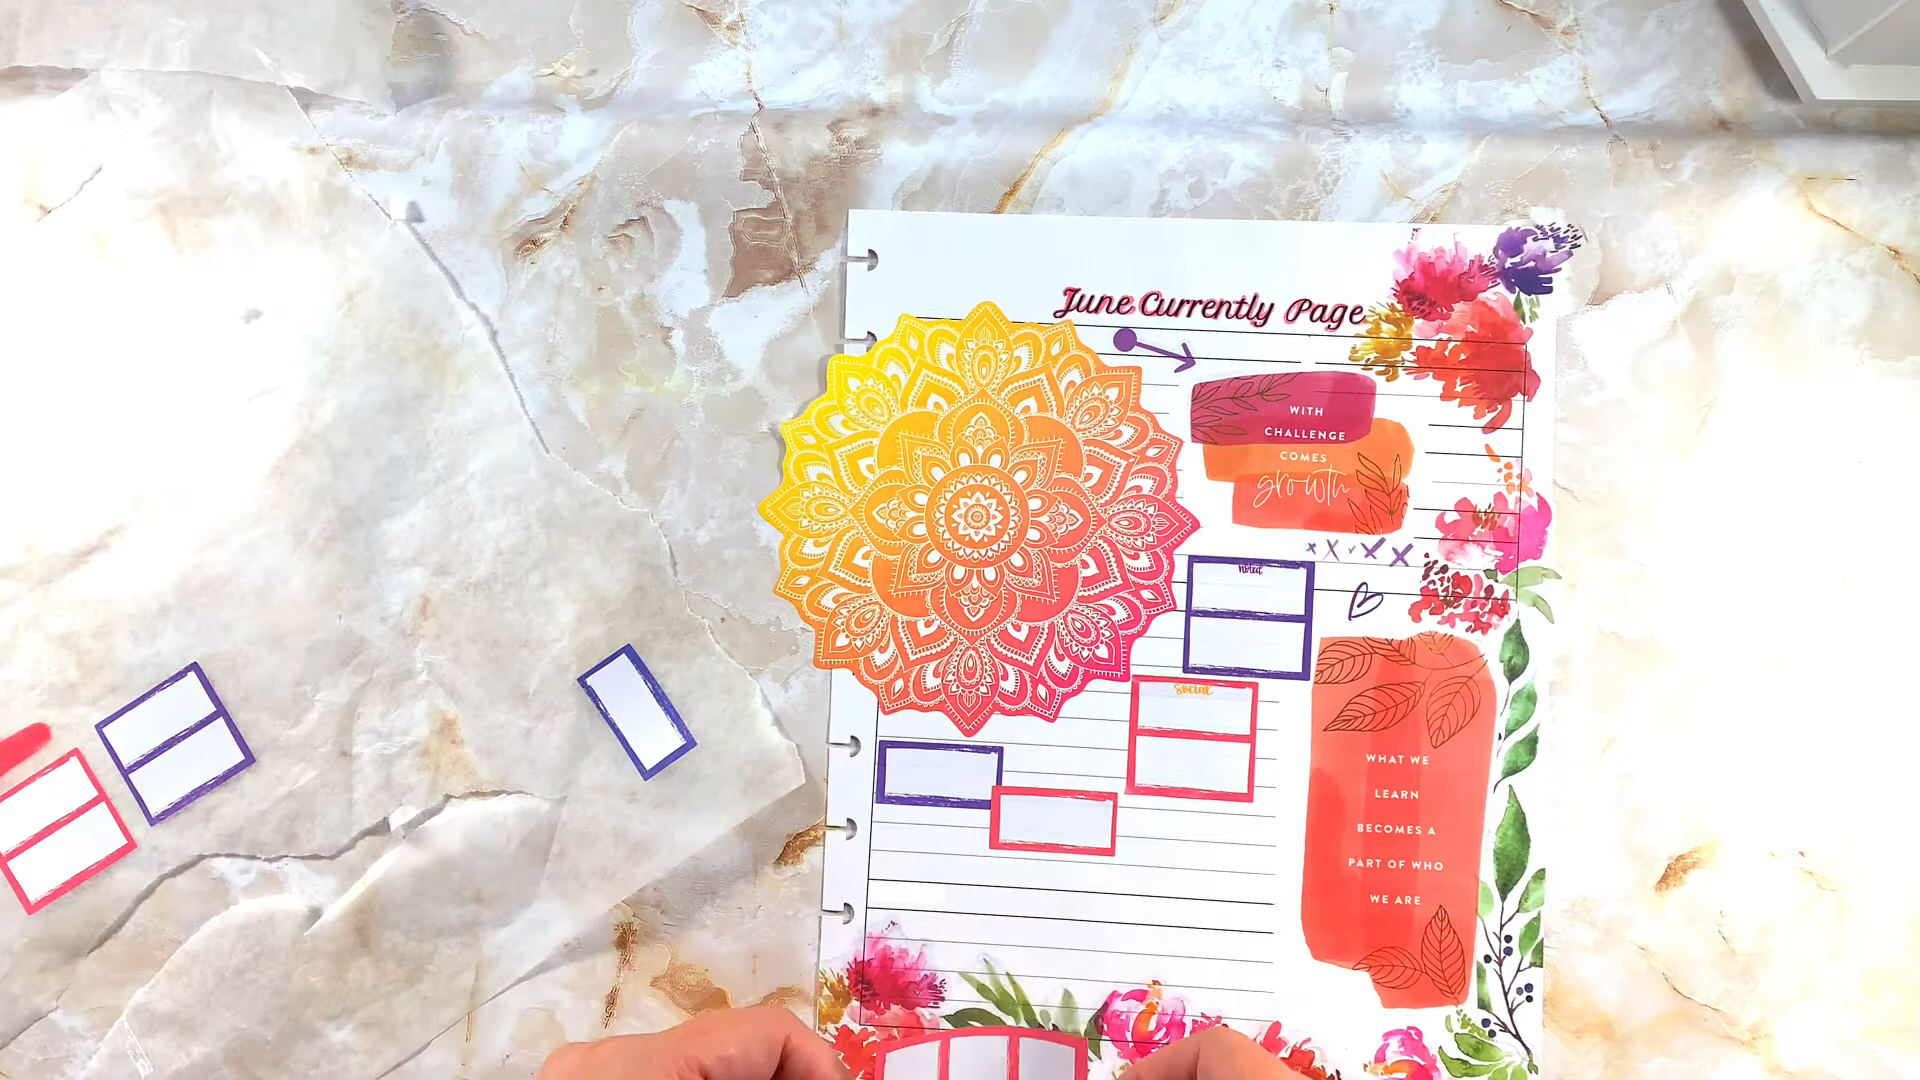 June Currently Page
WITH
CHALLENGE
COMES
growth
noted
social
WHAT WE
LEARN
BECOMES A
PART OF WHO
WE ARE